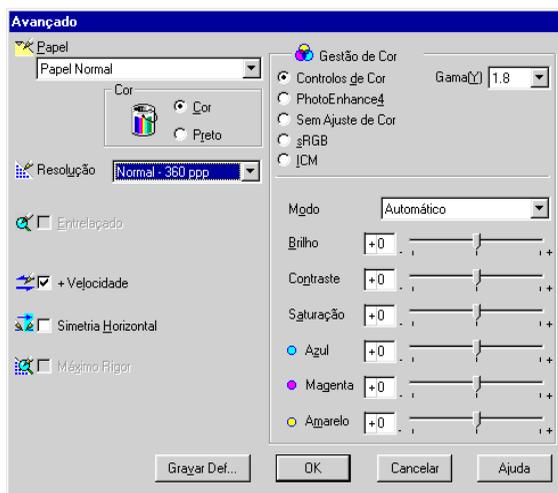 Avançado
Papel
Papel Normal
Cor
Cor
Preto
Resolução
Normal - 360 ppp
Entrelaçado
+ Velocidade
Simetria Horizontal
Máximo Rigor
Gestão de Cor
Controlos de Cor
Gama(Y)
1.8
PhotoEnhance4
Sem Ajuste de Cor
sRGB
ICM
Modo
Automático
Brilho
+0
- +
Contraste
+0
- +
Saturação
+0
- +
Azul
+0
- +
Magenta
+0
- +
Amarelo
+0
- +
Gravar Def...
OK
Cancelar
Ajuda